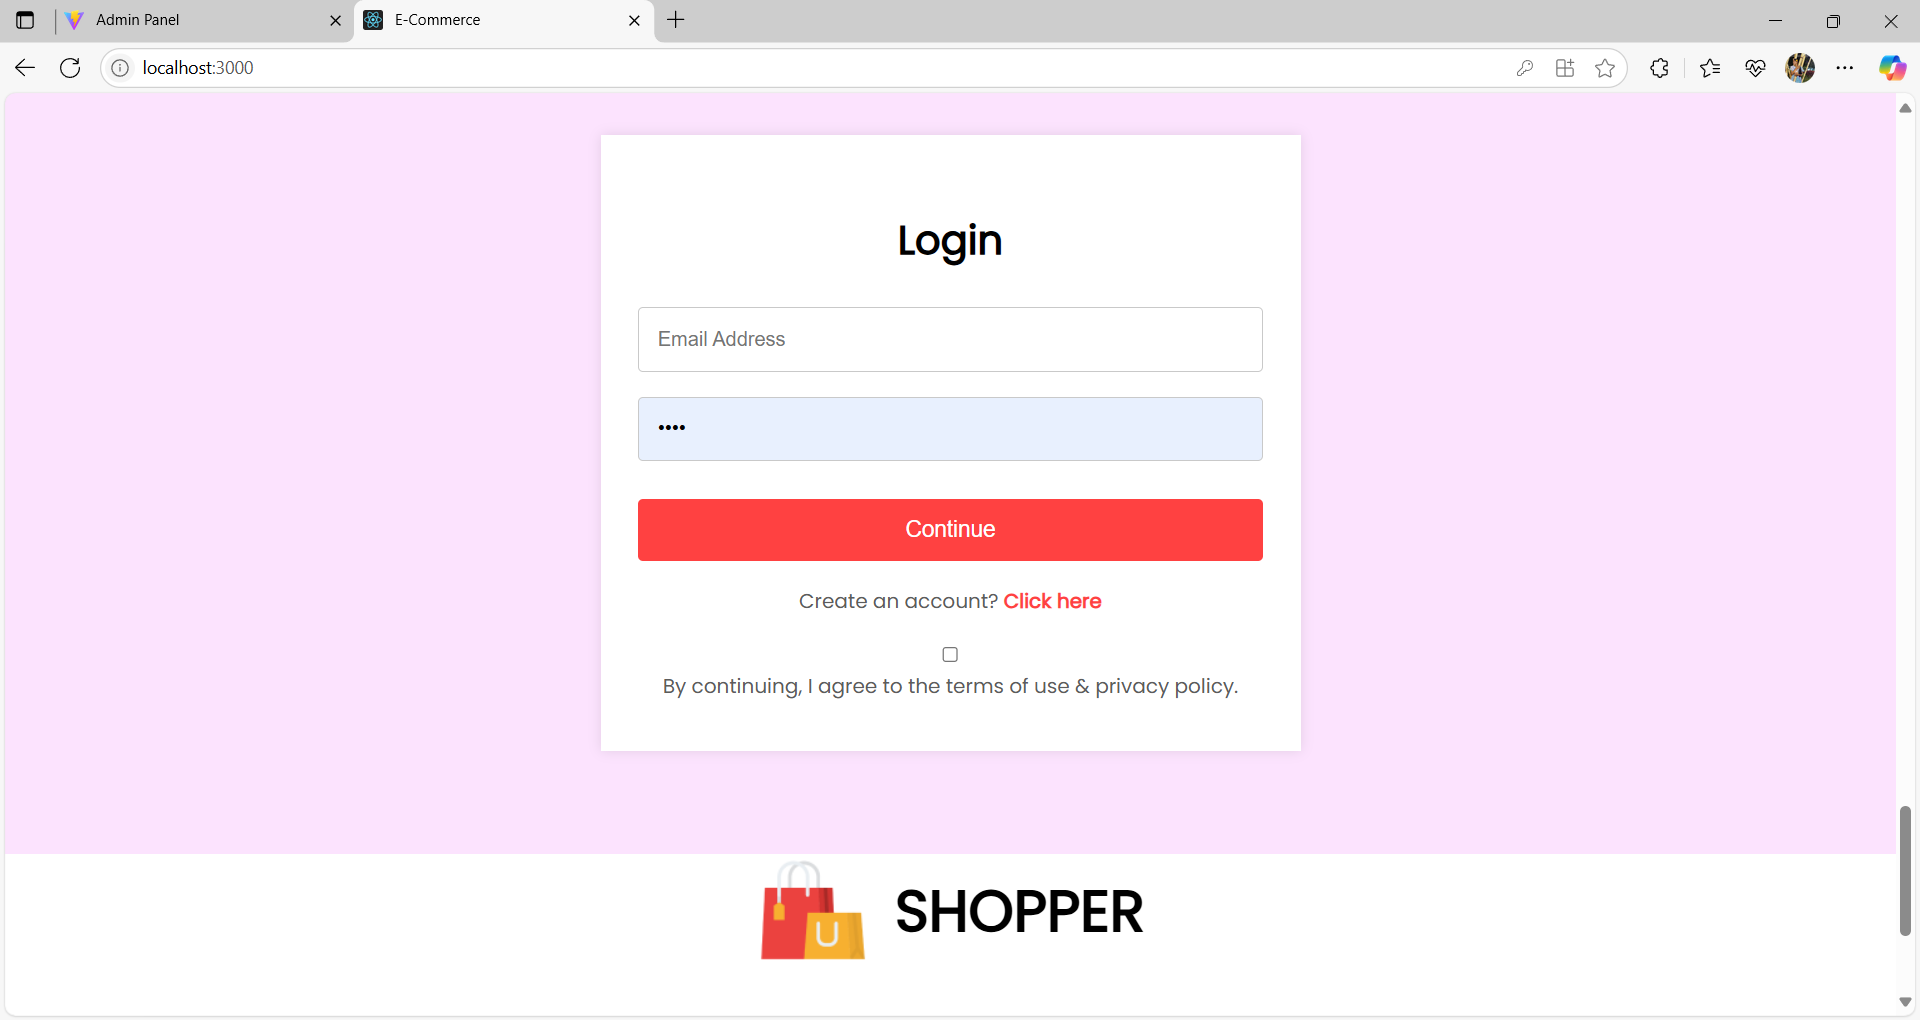 Admin Panel
E-Commerce
localhost:3000
Login
Email Address
••••
Continue
Create an account? Click here
By continuing, I agree to the terms of use & privacy policy.
SHOPPER